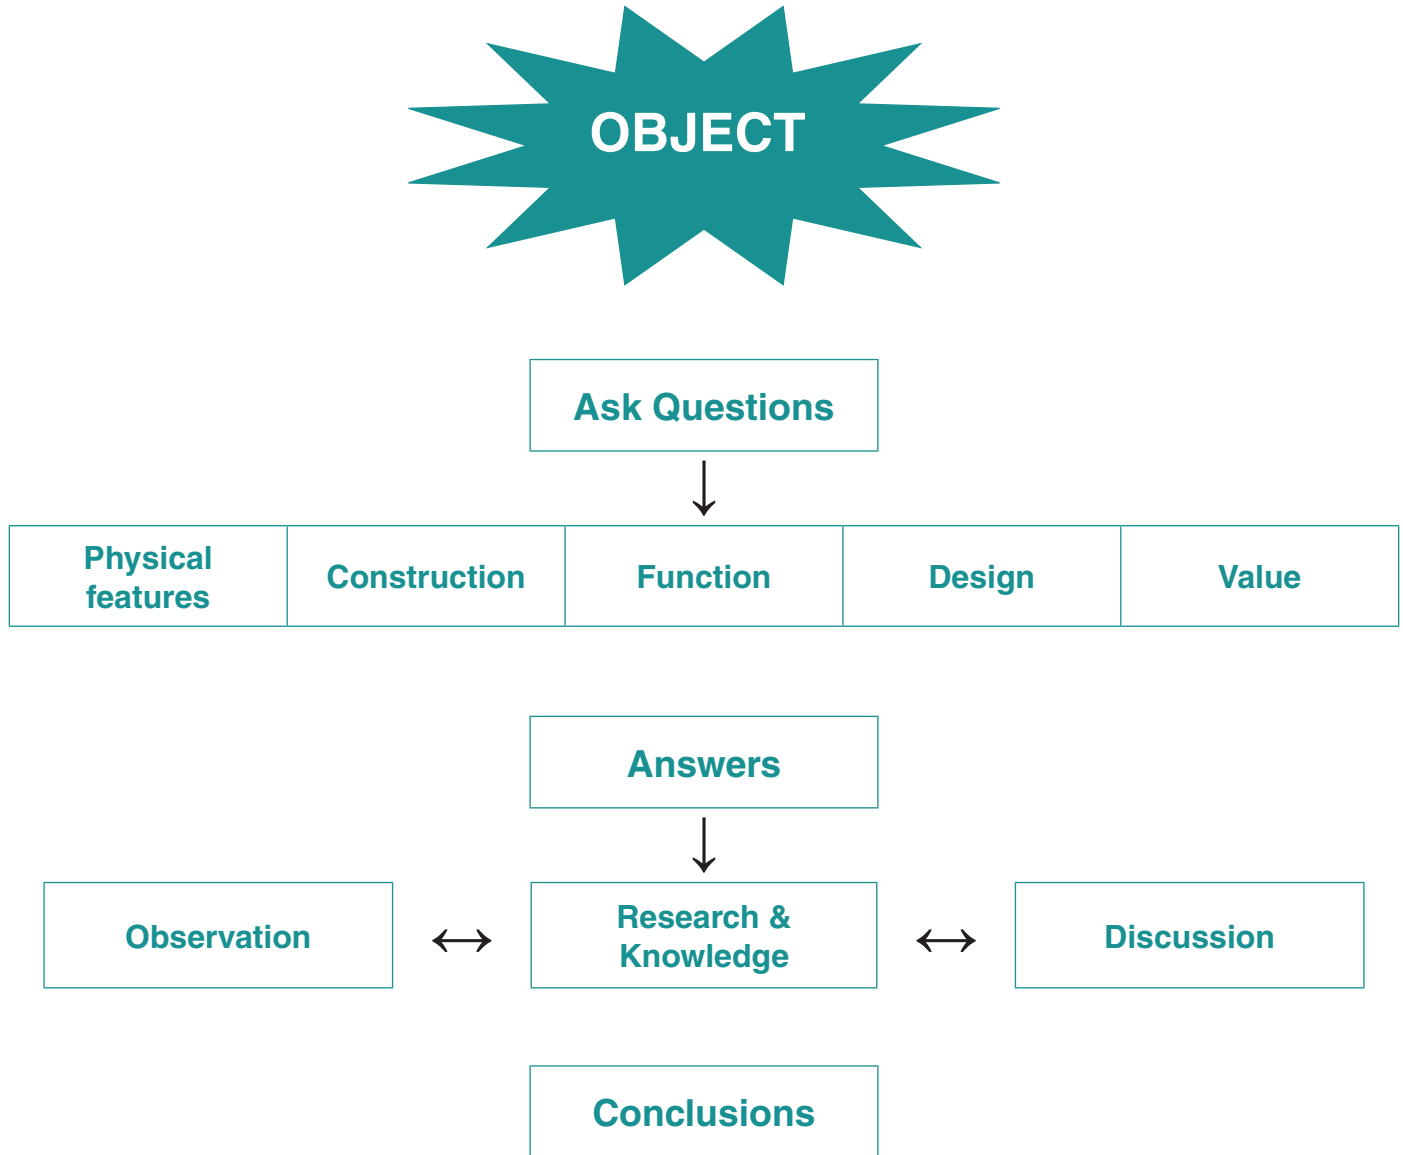 OBJECT
Ask Questions
Physical
features
Construction
Function
Design
Value
Answers
Observation
Research &
Knowledge
Discussion
Conclusions